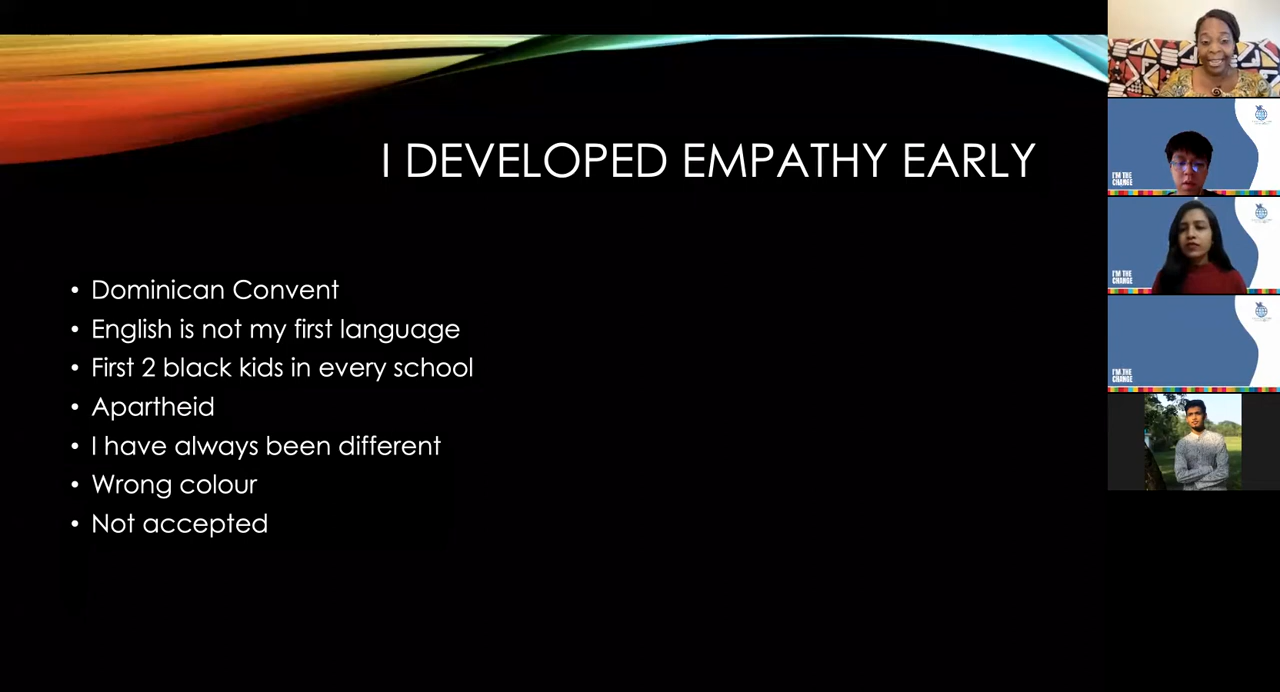 I DEVELOPED EMPATHY EARLY
• Dominican Convent
• English is not my first language
• First 2 black kids in every school
• Apartheid
• I have always been different
• Wrong colour
• Not accepted
I'M THE
CHANGE
I'M THE
CHANGE
I'M THE
CHANGE